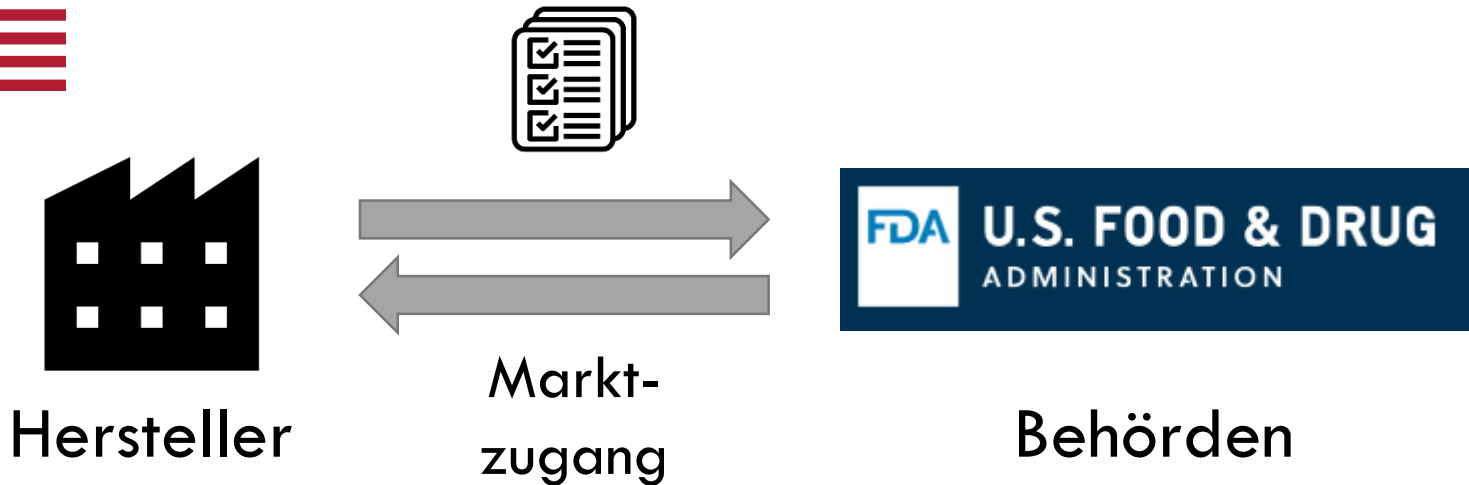 FDA
U.S. FOOD & DRUG
ADMINISTRATION
Markt-
zugang
Hersteller
Behörden